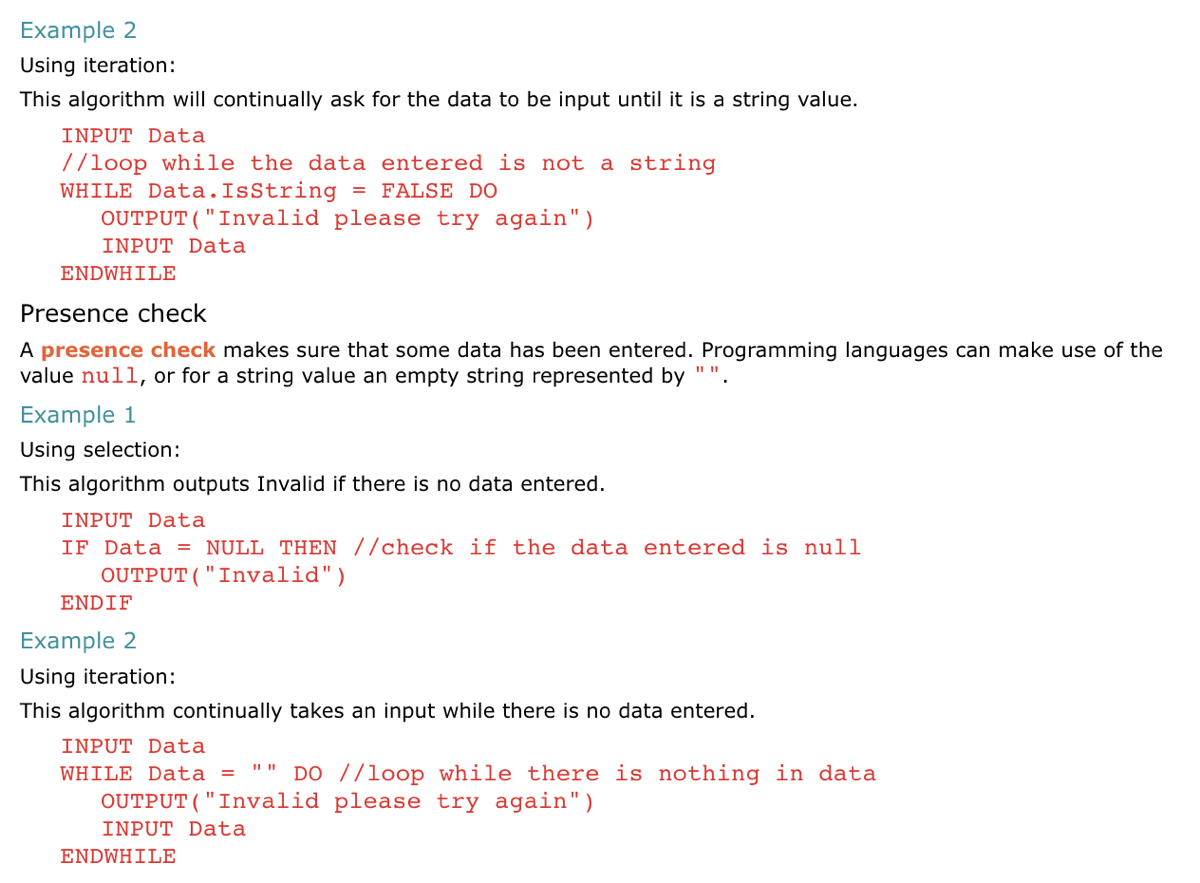 Example 2
Using iteration:
This algorithm will continually ask for the data to be input until it is a string value.
INPUT Data
//loop while the data entered is not a string
WHILE Data.IsString = FALSE DO
OUTPUT("Invalid please try again")
INPUT Data
ENDWHILE
Presence check
A presence check makes sure that some data has been entered. Programming languages can make use of the
value null, or for a string value an empty string represented by "".
Example 1
Using selection:
This algorithm outputs Invalid if there is no data entered.
INPUT Data
IF Data = NULL THEN //check if the data entered is null
OUTPUT("Invalid")
ENDIF
Example 2
Using iteration:
This algorithm continually takes an input while there is no data entered.
INPUT Data
WHILE Data = "" DO //loop while there is nothing in data
OUTPUT("Invalid please try again")
INPUT Data
ENDWHILE